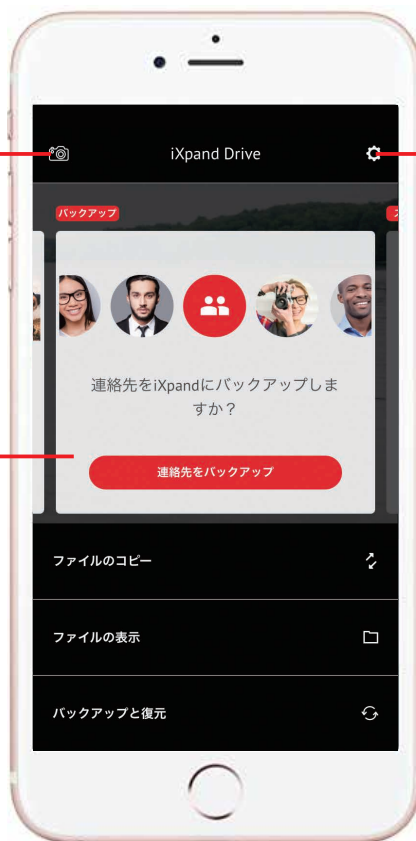 iXpand Drive
バックアップ
連絡先をiXpandにバックアップしま
すか？
連絡先をバックアップ
ファイルのコピー
ファイルの表示
バックアップと復元